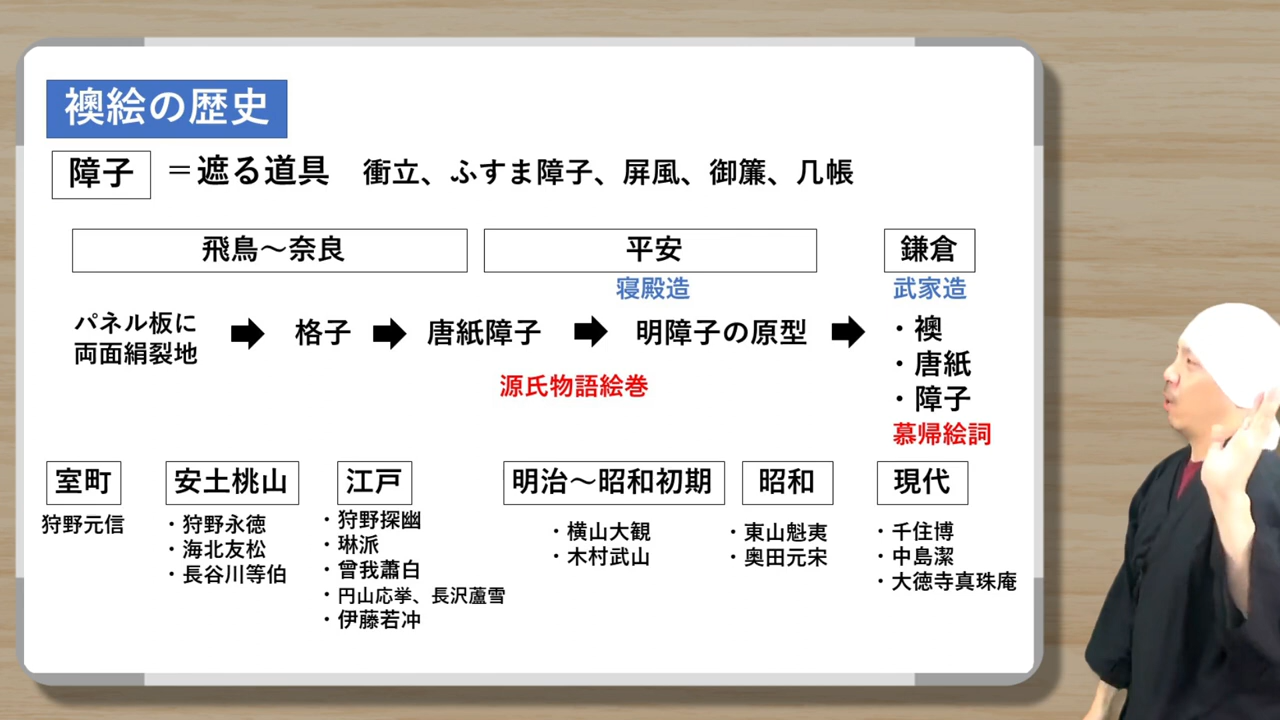 襖絵の歴史
障子 ＝遮る道具 衝立、ふすま障子、屏風、御簾、几帳
飛鳥～奈良 平安 鎌倉
寝殿造 武家造
パネル板に
両面絹裂地
格子 唐紙障子 明障子の原型
・襖
・唐紙
・障子
源氏物語絵巻
慕帰絵詞
室町
狩野元信
安土桃山
・狩野永徳
・海北友松
・長谷川等伯
江戸
・狩野探幽
・琳派
・曾我蕭白
・円山応挙、長沢蘆雪
・伊藤若冲
明治～昭和初期
・横山大観
・木村武山
昭和
・東山魁夷
・奥田元宋
現代
・千住博
・中島潔
・大徳寺真珠庵